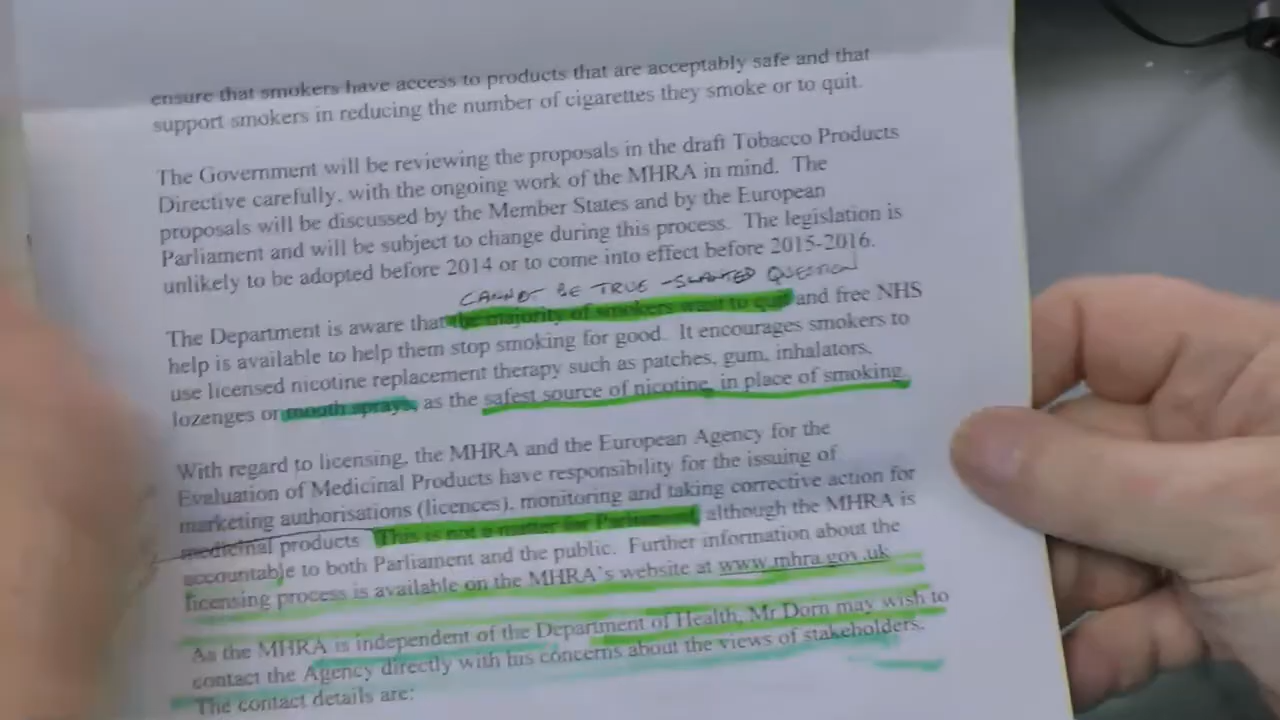 ensure that smokers have access to products that are acceptably safe and that
support smokers in reducing the number of cigarettes they smoke or to quit.
The Government will be reviewing the proposals in the draft Tobacco Products
Directive carefully, with the ongoing work of the MHRA in mind. The
proposals will be discussed by the Member States and by the European
Parliament and will be subject to change during this process. The legislation is
unlikely to be adopted before 2014 or to come into effect before 2015-2016.
CANNOT BE TRUE - SLANTED QUESTION
The Department is aware that the majority of smokers want to quit and free NHS
help is available to help them stop smoking for good. It encourages smokers to
use licensed nicotine replacement therapy such as patches, gum, inhalators,
lozenges or mouth sprays, as the safest source of nicotine, in place of smoking.
With regard to licensing, the MHRA and the European Agency for the
Evaluation of Medicinal Products have responsibility for the issuing of
marketing authorisations (licences), monitoring and taking corrective action for
medicinal products. This is not a matter for Parliament, although the MHRA is
accountable to both Parliament and the public. Further information about the
licensing process is available on the MHRA's website at www.mhra.gov.uk
As the MHRA is independent of the Department of Health, Mr Dorn may wish to
contact the Agency directly with his concerns about the views of stakeholders.
The contact details are: